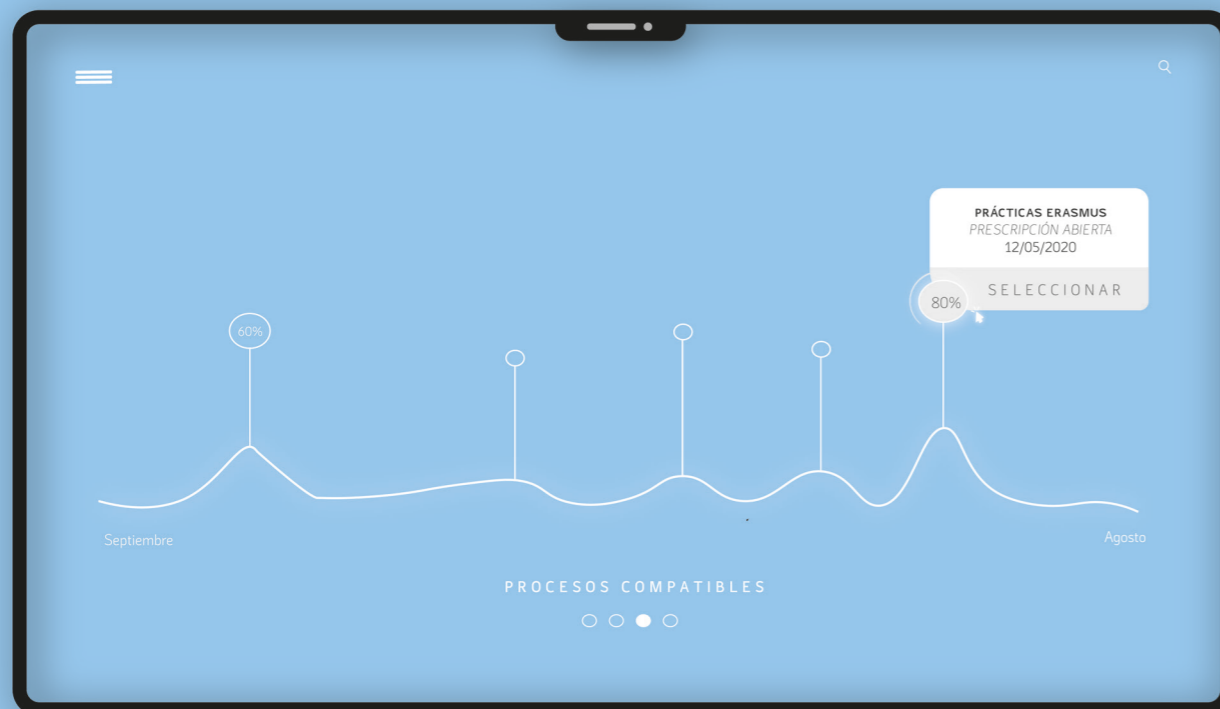 PRÁCTICAS ERASMUS
PRESCRIPCIÓN ABIERTA
12/05/2020
SELECCIONAR
80%
60%
Septiembre
Agosto
PROCESOS COMPATIBLES